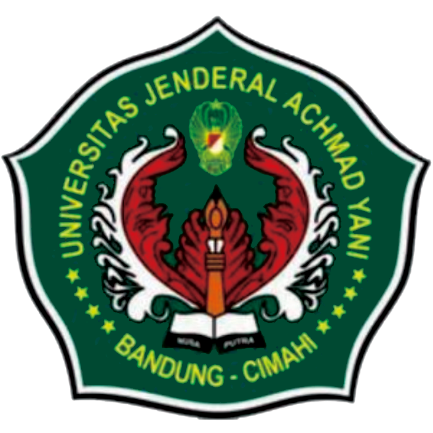 UNIVERSITAS JENDERAL ACHMAD YANI
NUSA PUTRA
BANDUNG - CIMAHI